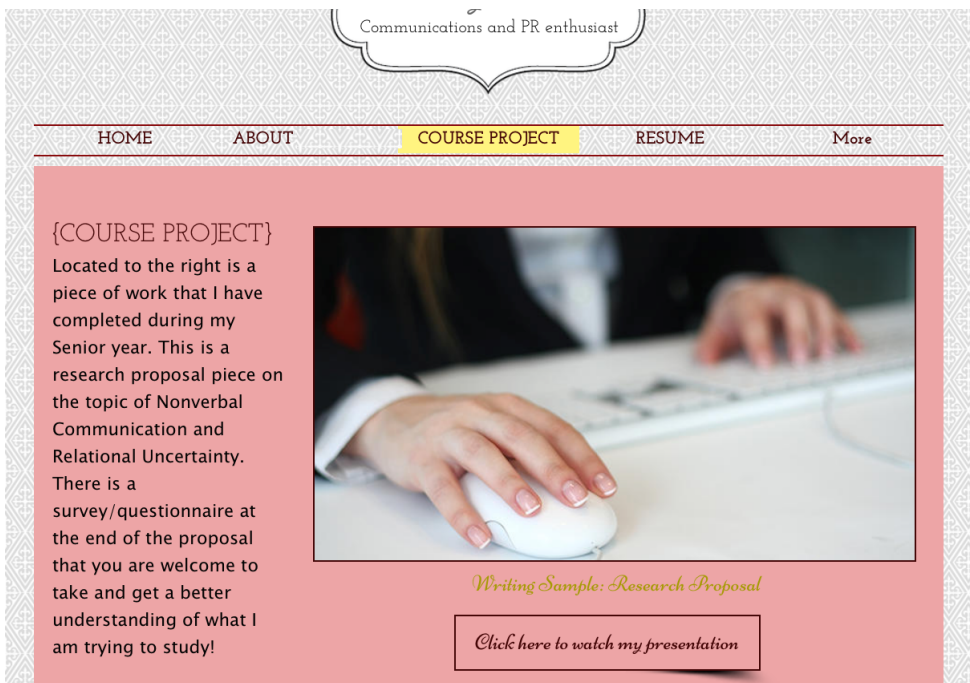 Communications and PR enthusiast
HOME ABOUT COURSE PROJECT RESUME More
{COURSE PROJECT}
Located to the right is a
piece of work that I have
completed during my
Senior year. This is a
research proposal piece on
the topic of Nonverbal
Communication and
Relational Uncertainty.
There is a
survey/questionnaire at
the end of the proposal
that you are welcome to
take and get a better
understanding of what I
am trying to study!
Writing Sample: Research Proposal
Click here to watch my presentation